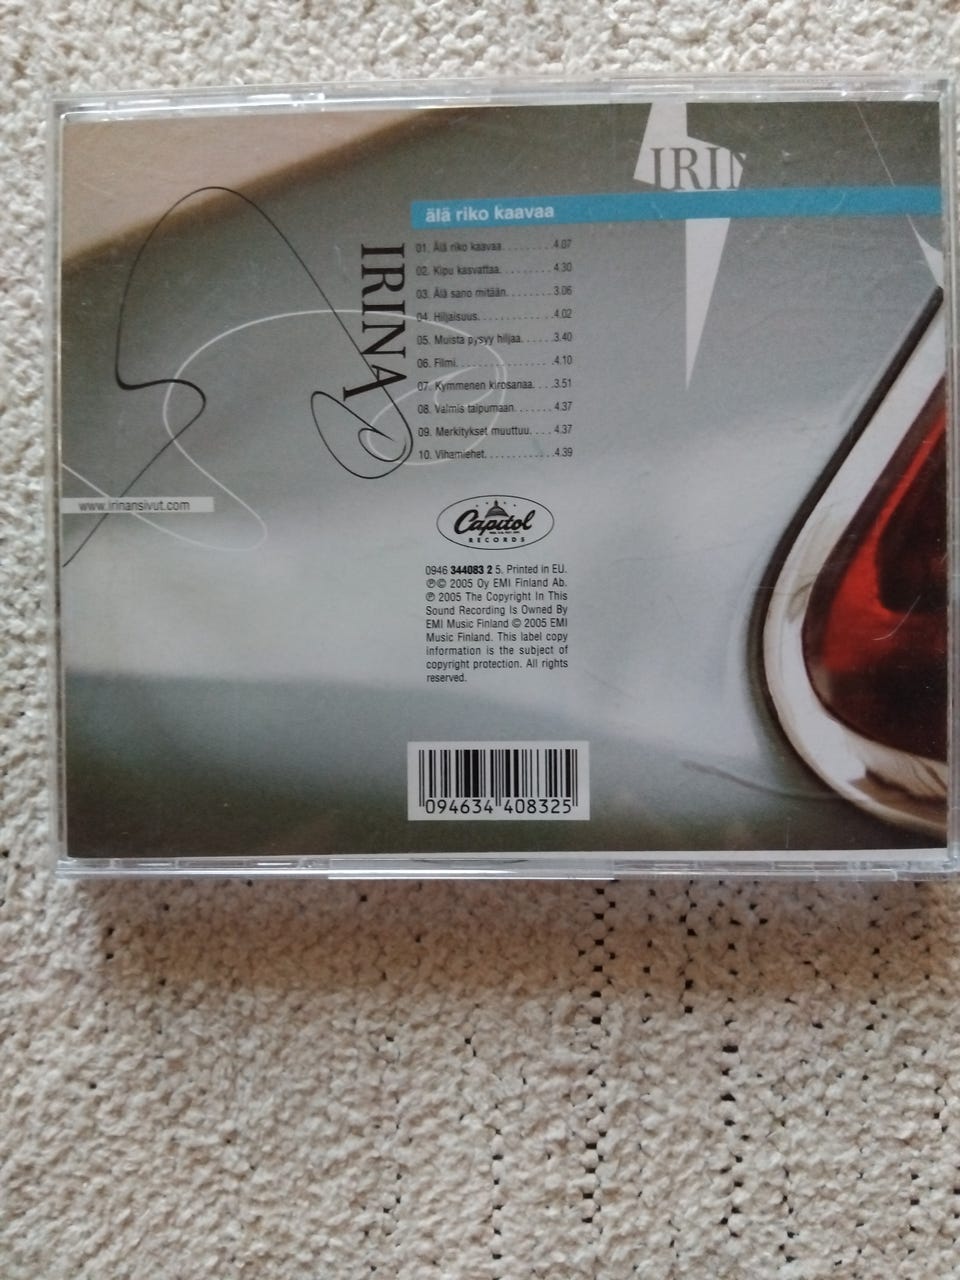 IRIN
älä riko kaavaa
IRINA
01. Älä riko kaavaa..........4.07
02. Kipu kasvattaa..........4.30
03. Älä sano mitään.........3.06
04. Hiljaisuus..............4.02
05. Muista pysyy hiljaa......3.40
06. Filmi...................4.10
07. Kymmenen kirosanaa....3.51
08. Valmis taipumaan.......4.37
09. Merkitykset muuttuu....4.37
10. Vihamiehet.............4.39
www.irinansivut.com
Capitol
RECORDS
0946 344083 2 5. Printed in EU.
℗© 2005 Oy EMI Finland Ab.
℗ 2005 The Copyright In This
Sound Recording Is Owned By
EMI Music Finland © 2005 EMI
Music Finland. This label copy
information is the subject of
copyright protection. All rights
reserved.
094634 408325